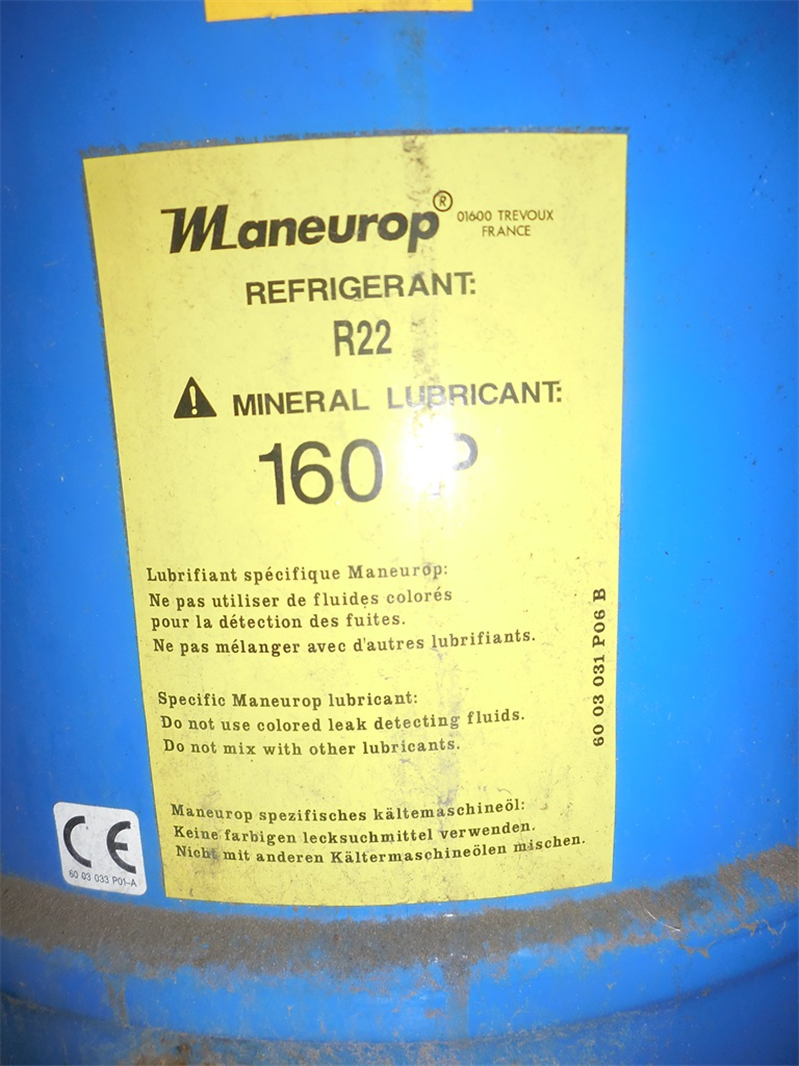 Maneurop® 01600 TREVOUX
FRANCE
REFRIGERANT:
R22
MINERAL LUBRICANT:
160 P
Lubrifiant spécifique Maneurop:
Ne pas utiliser de fluides colorés
pour la détection des fuites.
Ne pas mélanger avec d'autres lubrifiants.
Specific Maneurop lubricant:
Do not use colored leak detecting fluids.
Do not mix with other lubricants.
Maneurop spezifisches kältemaschineöl:
Keine farbigen lecksuchmittel verwenden.
Nicht mit anderen Kältermaschineölen mischen.
60 03 031 P06 B
CE
60 03 033 P01-A